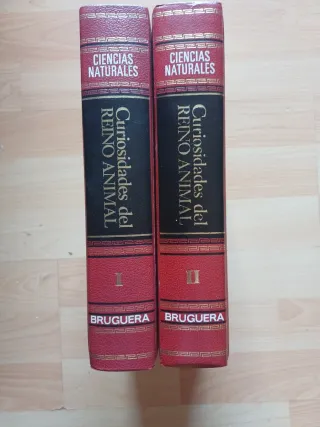 CIENCIAS
NATURALES
Curiosidades del
REINO ANIMAL
I
BRUGUERA
CIENCIAS
NATURALES
Curiosidades del
REINO ANIMAL
II
BRUGUERA